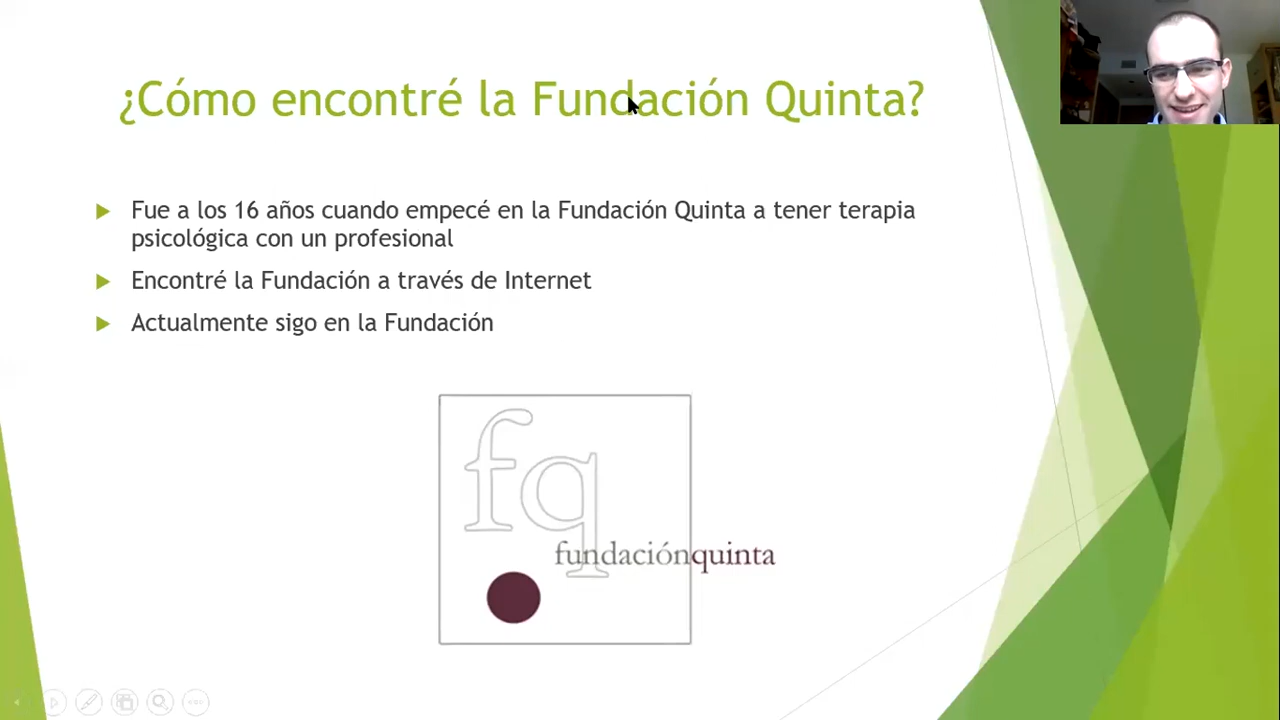 ¿Cómo encontré la Fundación Quinta?
Fue a los 16 años cuando empecé en la Fundación Quinta a tener terapia
psicológica con un profesional
Encontré la Fundación a través de Internet
Actualmente sigo en la Fundación
fq
fundaciónquinta